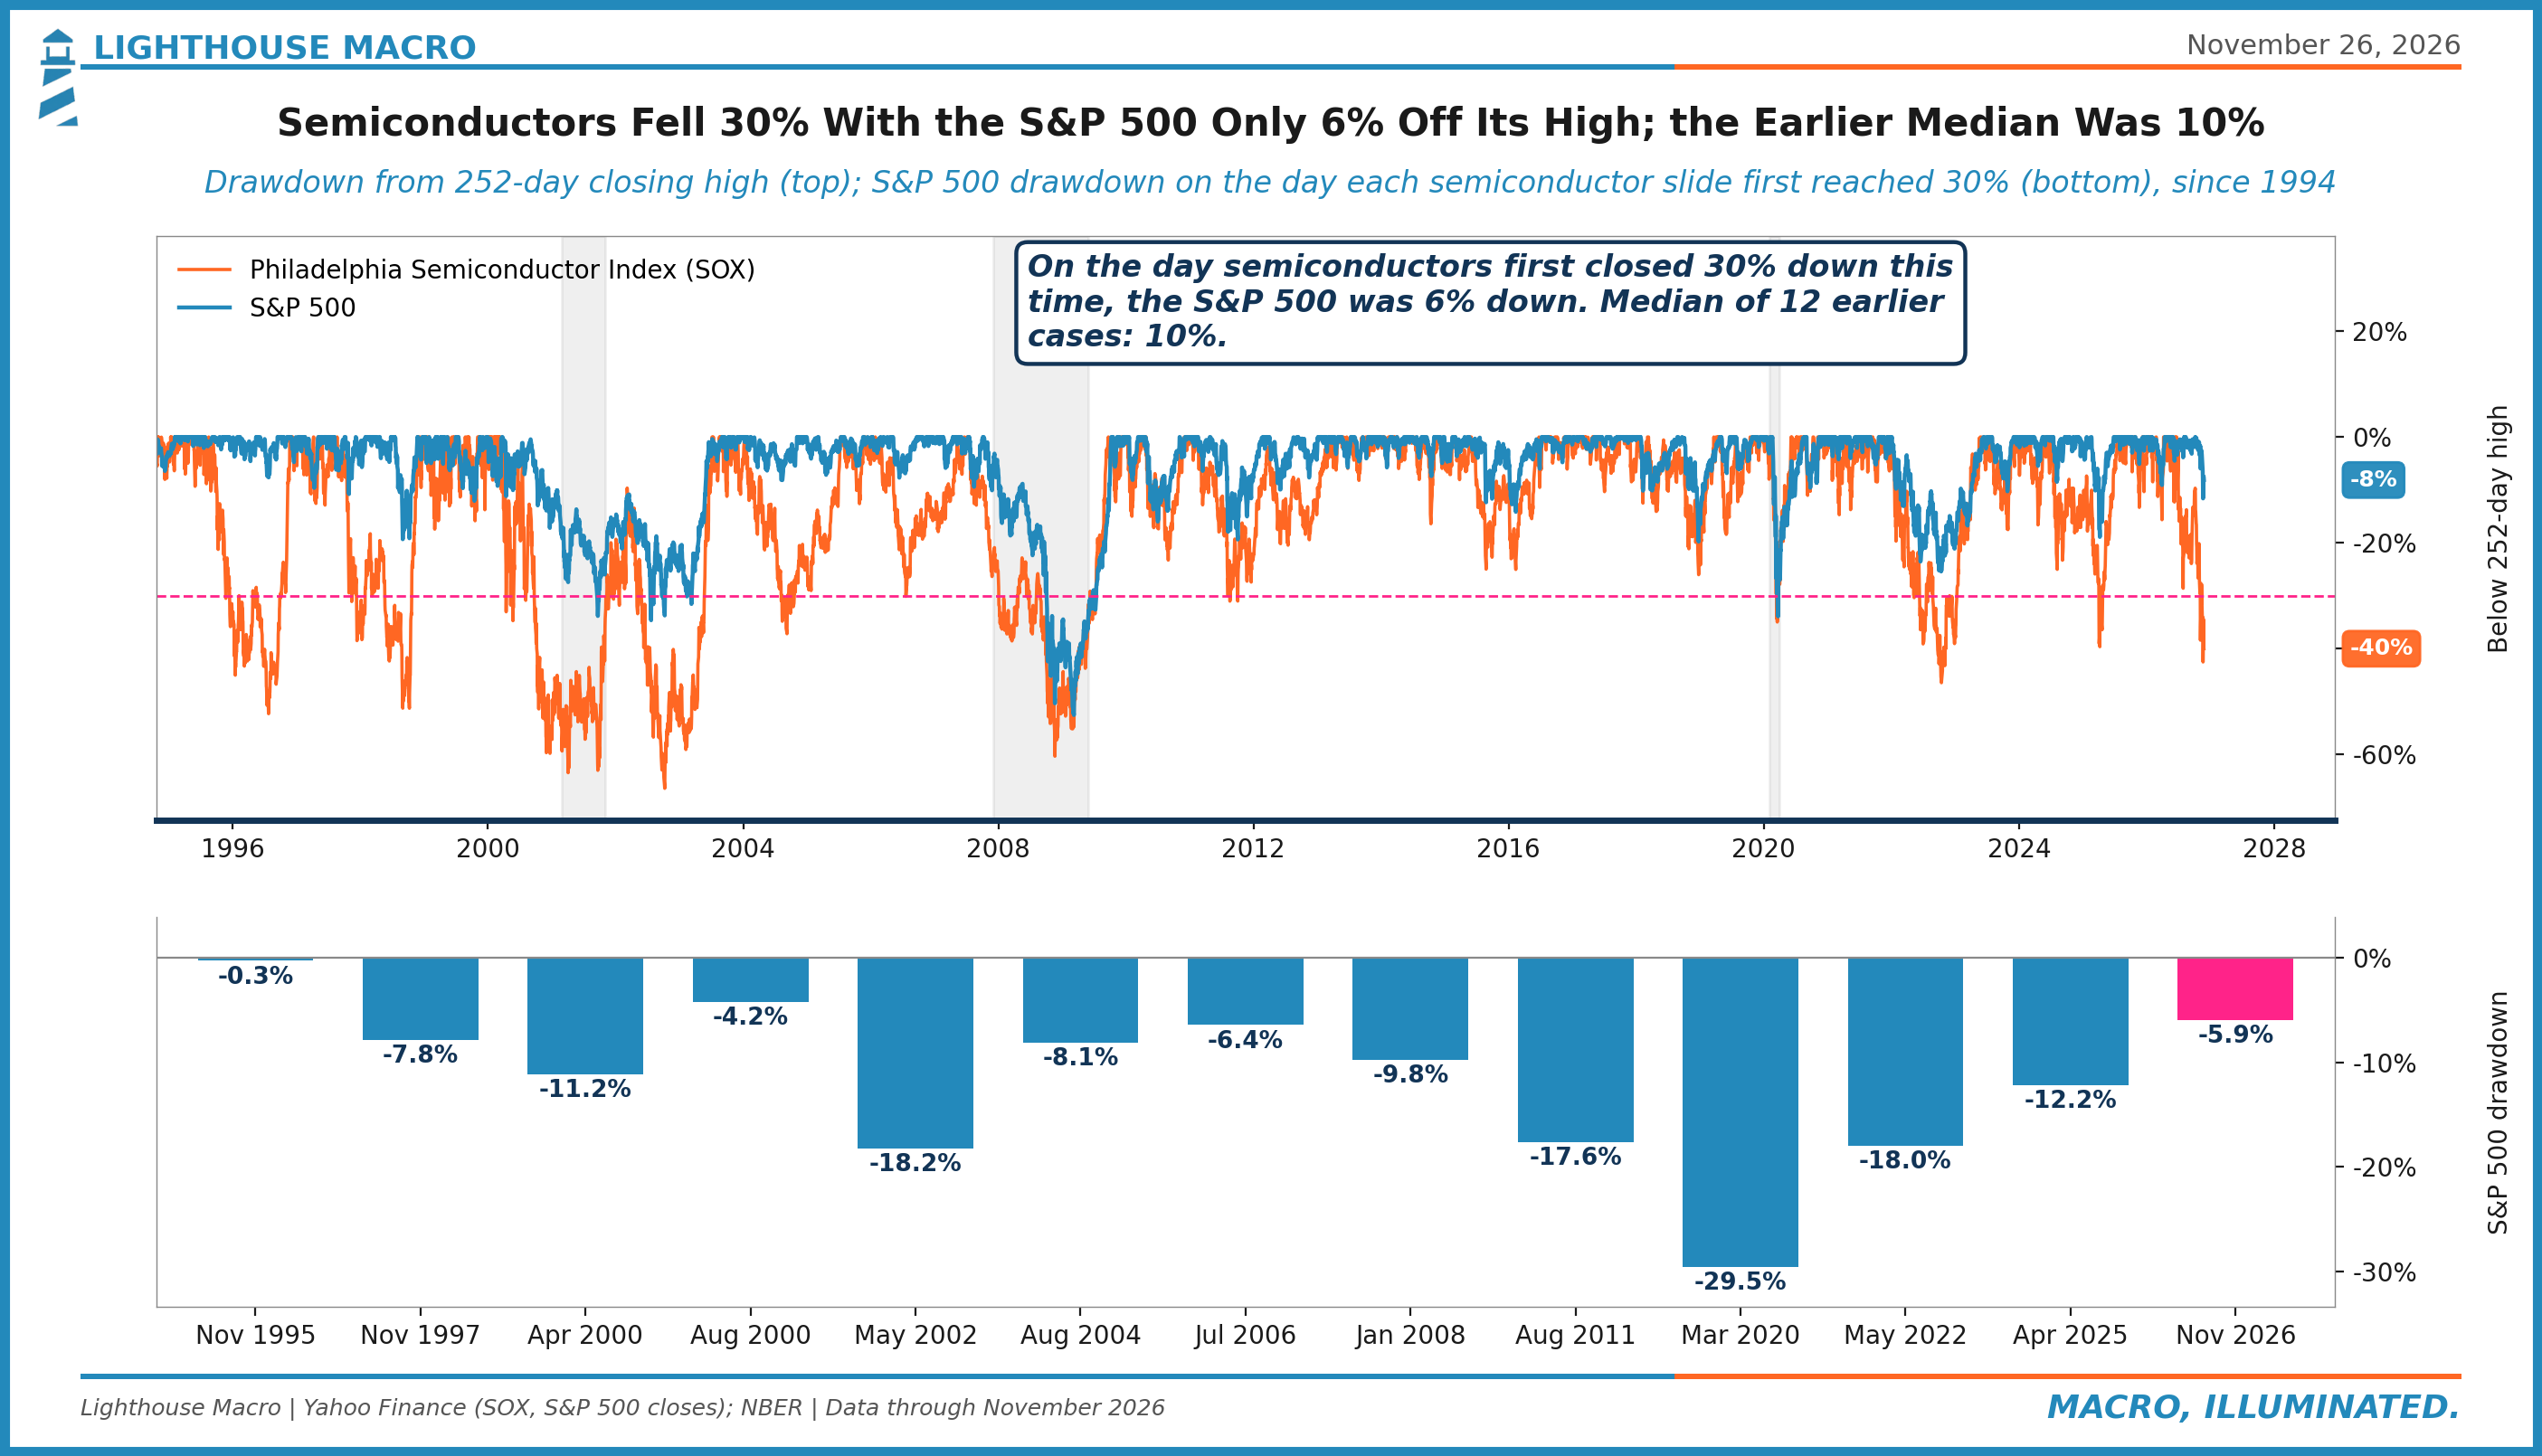 LIGHTHOUSE MACRO
November 26, 2026
Semiconductors Fell 30% With the S&P 500 Only 6% Off Its High; the Earlier Median Was 10%
Drawdown from 252-day closing high (top); S&P 500 drawdown on the day each semiconductor slide first reached 30% (bottom), since 1994
Philadelphia Semiconductor Index (SOX)
S&P 500
On the day semiconductors first closed 30% down this
time, the S&P 500 was 6% down. Median of 12 earlier
cases: 10%.
20%
0%
-8%
-20%
-40%
-60%
Below 252-day high
1996 2000 2004 2008 2012 2016 2020 2024 2028
-0.3% -7.8% -11.2% -4.2% -18.2% -8.1% -6.4% -9.8% -17.6% -29.5% -18.0% -12.2% -5.9%
0%
-10%
-20%
-30%
S&P 500 drawdown
Nov 1995 Nov 1997 Apr 2000 Aug 2000 May 2002 Aug 2004 Jul 2006 Jan 2008 Aug 2011 Mar 2020 May 2022 Apr 2025 Nov 2026
Lighthouse Macro | Yahoo Finance (SOX, S&P 500 closes); NBER | Data through November 2026
MACRO, ILLUMINATED.